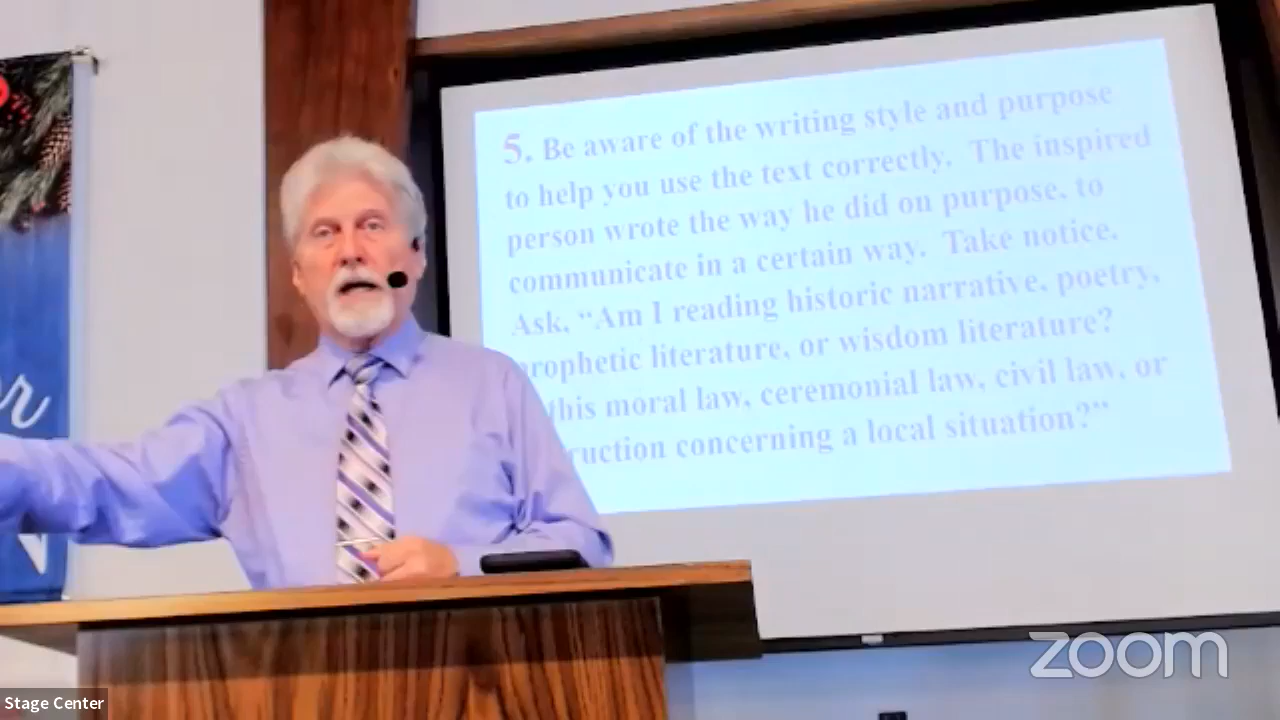 5. Be aware of the writing style and purpose
to help you use the text correctly. The inspired
person wrote the way he did on purpose, to
communicate in a certain way. Take notice.
Ask, “Am I reading historic narrative, poetry,
prophetic literature, or wisdom literature?
this moral law, ceremonial law, civil law, or
ruction concerning a local situation?”
or
zoom
Stage Center